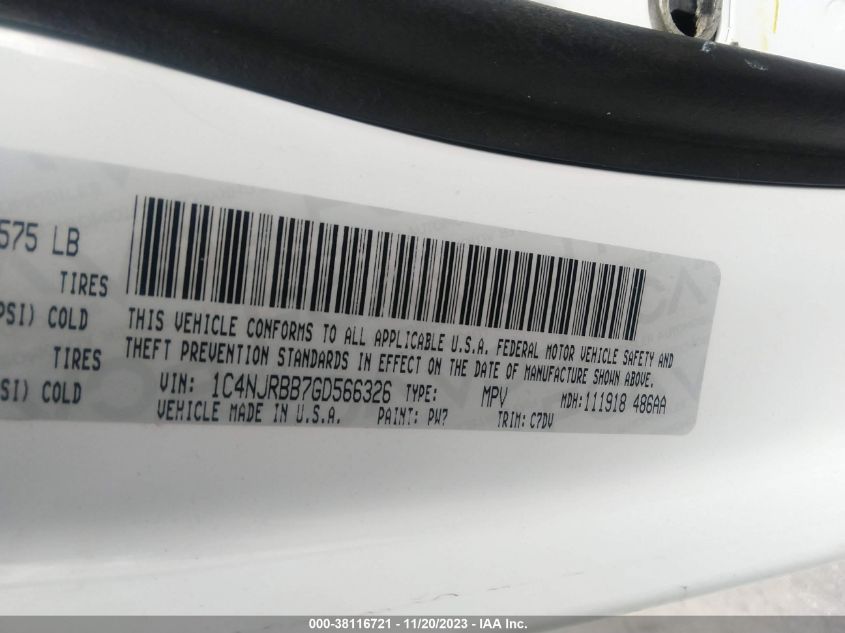 575 LB
TIRES
PSI) COLD
TIRES
SI) COLD
THIS VEHICLE CONFORMS TO ALL APPLICABLE U.S.A. FEDERAL MOTOR VEHICLE SAFETY AND
THEFT PREVENTION STANDARDS IN EFFECT ON THE DATE OF MANUFACTURE SHOWN ABOVE.
VIN: 1C4NJRBB7GD566326 TYPE: MPV MDH:111918 486AA
VEHICLE MADE IN U.S.A. PAINT: PW7 TRIM: C7DV
000-38116721 - 11/20/2023 - IAA Inc.